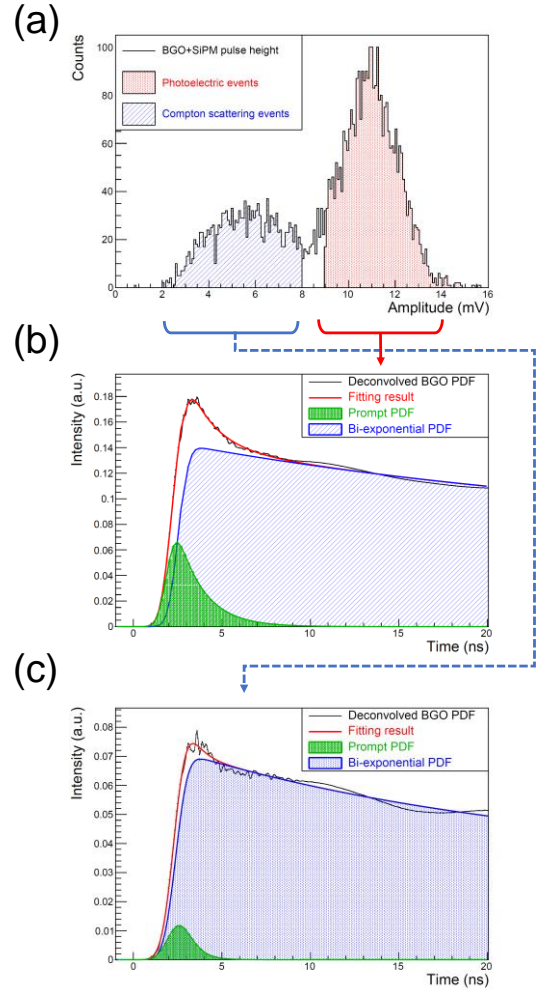 (a)
Counts
100
80
60
40
20
0
BGO+SiPM pulse height
Photoelectric events
Compton scattering events
0 2 4 6 8 10 12 14 16
Amplitude (mV)
(b)
Intensity (a.u.)
0.18
0.16
0.14
0.12
0.1
0.08
0.06
0.04
0.02
0
Deconvolved BGO PDF
Fitting result
Prompt PDF
Bi-exponential PDF
0 5 10 15 20
Time (ns)
(c)
Intensity (a.u.)
0.08
0.07
0.06
0.05
0.04
0.03
0.02
0.01
0
Deconvolved BGO PDF
Fitting result
Prompt PDF
Bi-exponential PDF
0 5 10 15 20
Time (ns)